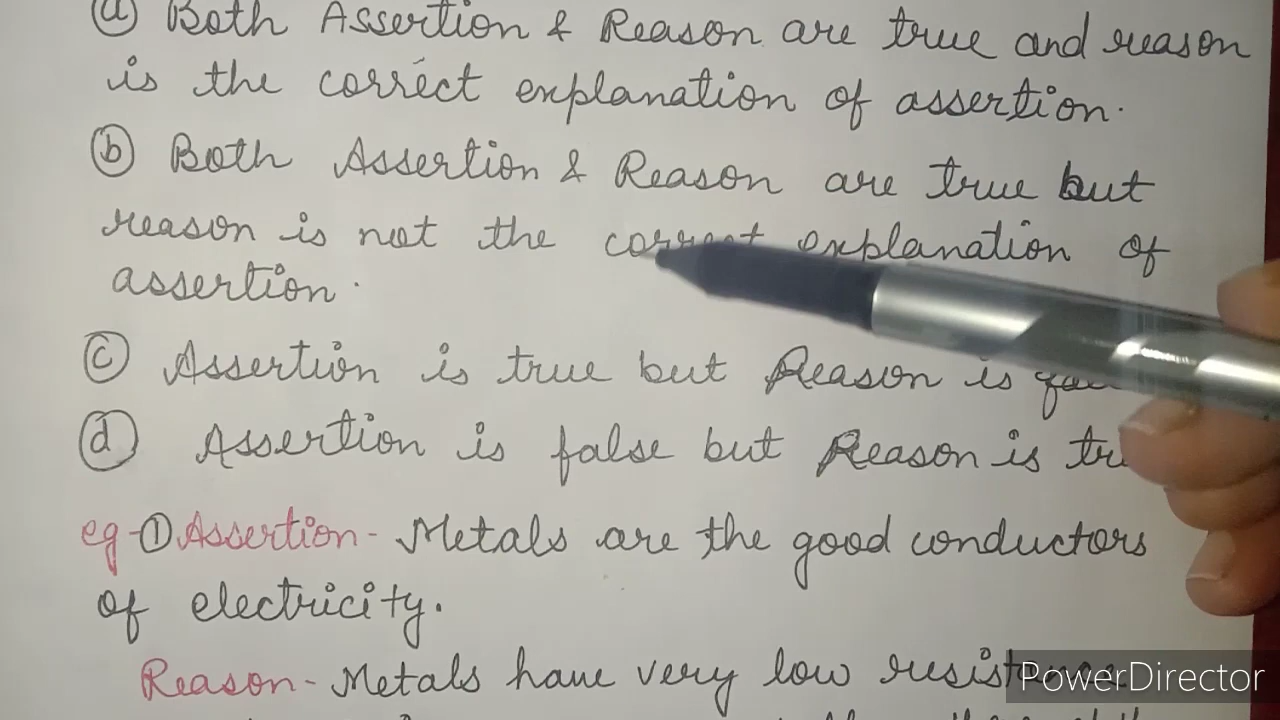 (a) Both Assertion & Reason are true and reason
is the correct explanation of assertion.
(b) Both Assertion & Reason are true but
reason is not the correct explanation of
assertion.
(c) Assertion is true but Reason is
(d) Assertion is false but Reason is
eg-① Assertion - Metals are the good conductors
of electricity.
Reason - Metals have very low resistance
PowerDirector